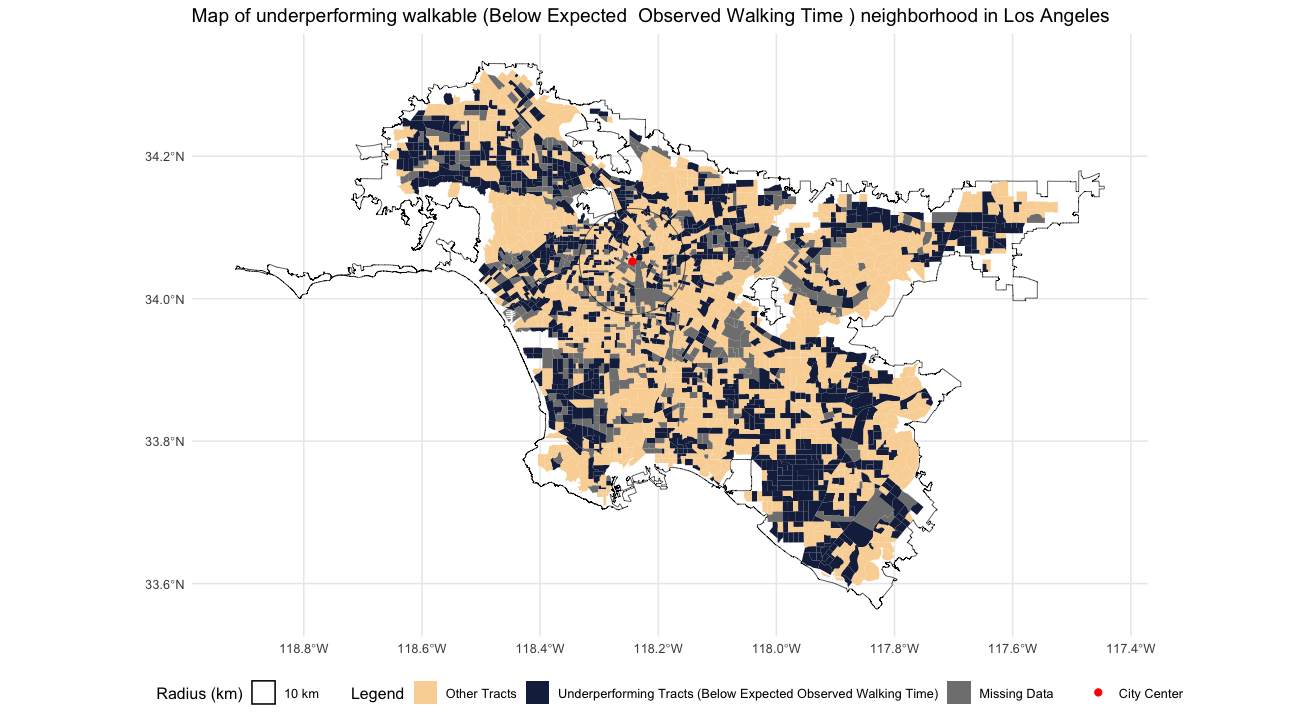 Map of underperforming walkable (Below Expected  Observed Walking Time ) neighborhood in Los Angeles
34.2°N
34.0°N
33.8°N
33.6°N
118.8°W 118.6°W 118.4°W 118.2°W 118.0°W 117.8°W 117.6°W 117.4°W
Radius (km) 10 km Legend Other Tracts Underperforming Tracts (Below Expected Observed Walking Time) Missing Data City Center